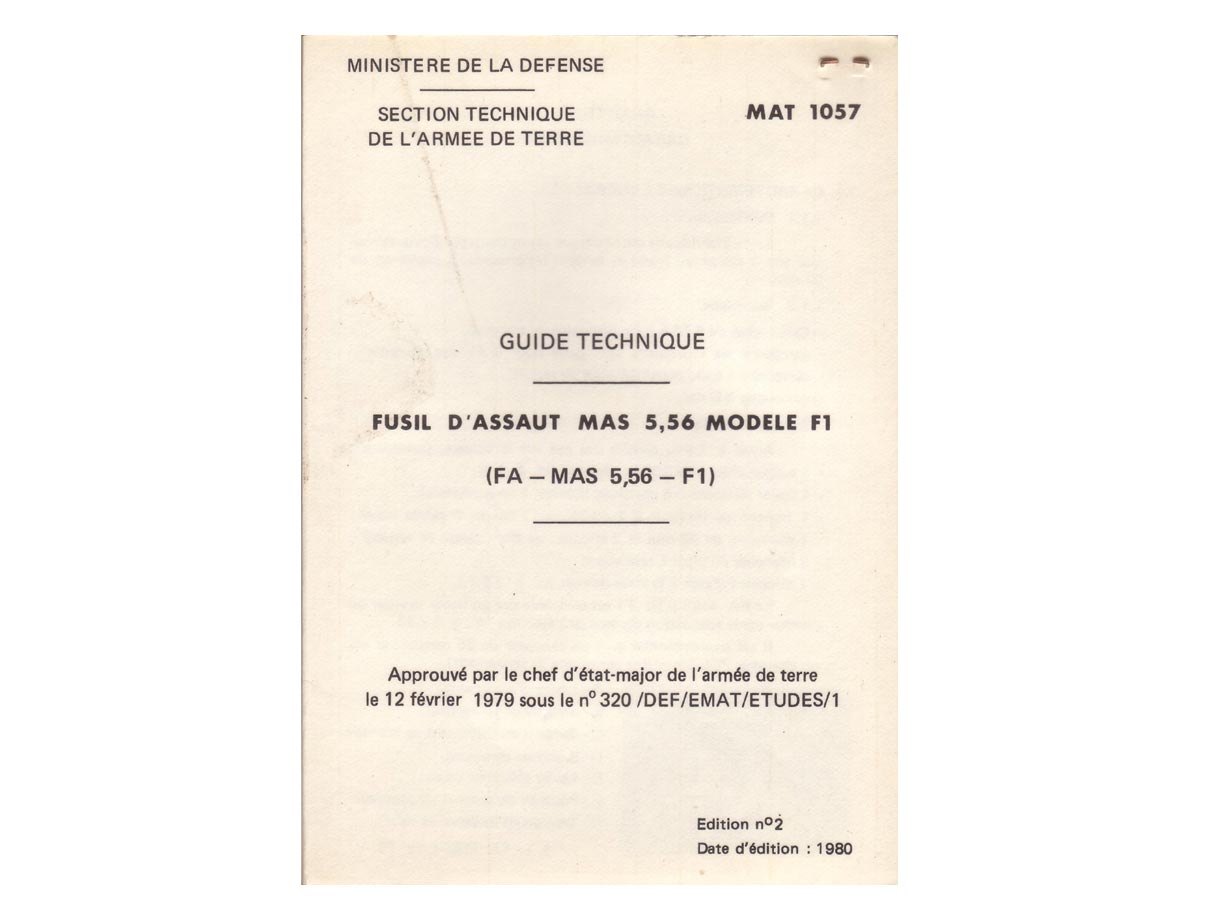 MINISTERE DE LA DEFENSE
SECTION TECHNIQUE
DE L'ARMEE DE TERRE
MAT 1057
GUIDE TECHNIQUE
FUSIL D'ASSAUT MAS 5,56 MODELE F1
(FA — MAS 5,56 — F1)
Approuvé par le chef d'état-major de l'armée de terre
le 12 février 1979 sous le nº 320 /DEF/EMAT/ETUDES/1
Edition nº2
Date d'édition : 1980